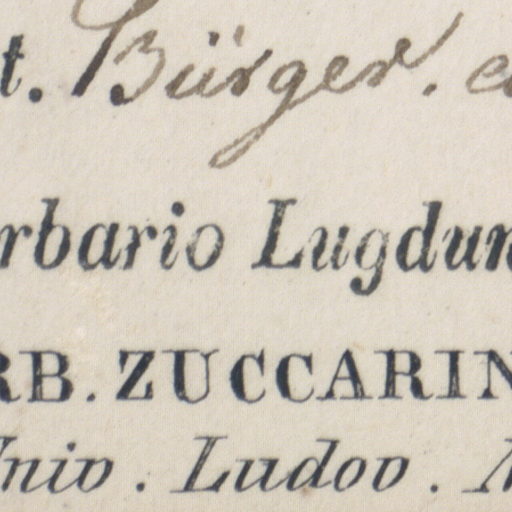 t. Bürger. c
rbario Lugdun
RB. ZUCCARIN
Univ. Ludov. M